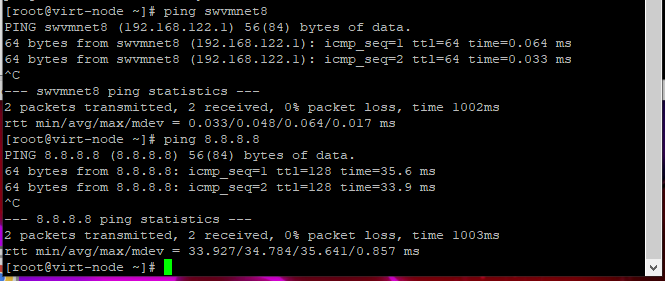 [root@virt-node ~]# ping swvmnet8
PING swvmnet8 (192.168.122.1) 56(84) bytes of data.
64 bytes from swvmnet8 (192.168.122.1): icmp_seq=1 ttl=64 time=0.064 ms
64 bytes from swvmnet8 (192.168.122.1): icmp_seq=2 ttl=64 time=0.033 ms
^C
--- swvmnet8 ping statistics ---
2 packets transmitted, 2 received, 0% packet loss, time 1002ms
rtt min/avg/max/mdev = 0.033/0.048/0.064/0.017 ms
[root@virt-node ~]# ping 8.8.8.8
PING 8.8.8.8 (8.8.8.8) 56(84) bytes of data.
64 bytes from 8.8.8.8: icmp_seq=1 ttl=128 time=35.6 ms
64 bytes from 8.8.8.8: icmp_seq=2 ttl=128 time=33.9 ms
^C
--- 8.8.8.8 ping statistics ---
2 packets transmitted, 2 received, 0% packet loss, time 1003ms
rtt min/avg/max/mdev = 33.927/34.784/35.641/0.857 ms
[root@virt-node ~]#